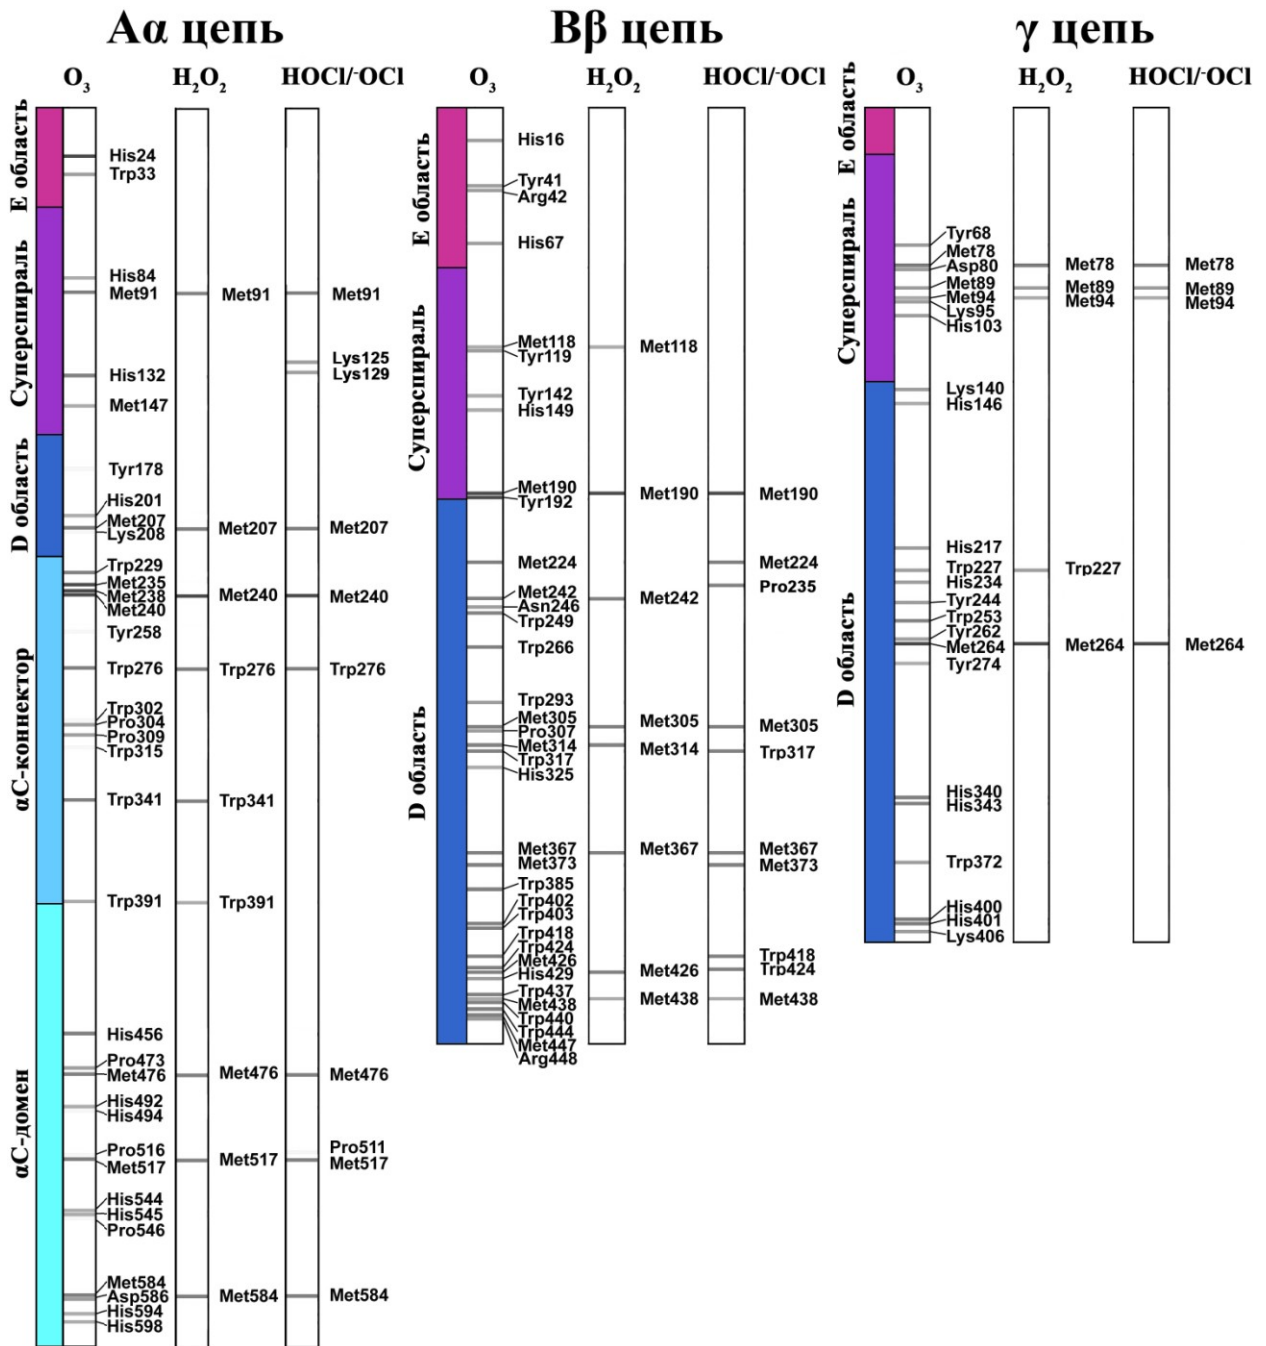 Аα цепь
O3
H2O2
HOCl/-OCl
Е область
Суперспираль
D область
αС-коннектор
αС-домен
His24
Trp33
His84
Met91
His132
Met147
Tyr178
His201
Met207
Lys208
Trp229
Met235
Met238
Met240
Tyr258
Trp276
Trp302
Pro304
Pro309
Trp315
Trp341
Trp391
His456
Pro473
Met476
His492
His494
Pro516
Met517
His544
His545
Pro546
Met584
Asp586
His594
His598
Met91
Met207
Met240
Trp276
Trp341
Trp391
Met476
Met517
Met584
Met91
Lys125
Lys129
Met207
Met240
Trp276
Met476
Pro511
Met517
Met584
Вβ цепь
O3
H2O2
HOCl/-OCl
Е область
Суперспираль
D область
His16
Tyr41
Arg42
His67
Met118
Tyr119
Tyr142
His149
Met190
Tyr192
Met224
Met242
Asn246
Trp249
Trp266
Trp293
Met305
Pro307
Met314
Trp317
His325
Met367
Met373
Trp385
Trp402
Trp403
Trp418
Trp424
Met426
His429
Trp437
Met438
Trp440
Trp444
Met447
Arg448
Met118
Met190
Met242
Met305
Met314
Met367
Met426
Met438
Met190
Met224
Pro235
Met305
Trp317
Met367
Met373
Trp418
Trp424
Met438
γ цепь
O3
H2O2
HOCl/-OCl
Е область
Суперспираль
D область
Tyr68
Met78
Asp80
Met89
Met94
Lys95
His103
Lys140
His146
His217
Trp227
His234
Tyr244
Trp253
Tyr262
Met264
Tyr274
His340
His343
Trp372
His400
His401
Lys406
Met78
Met89
Met94
Trp227
Met264
Met78
Met89
Met94
Met264